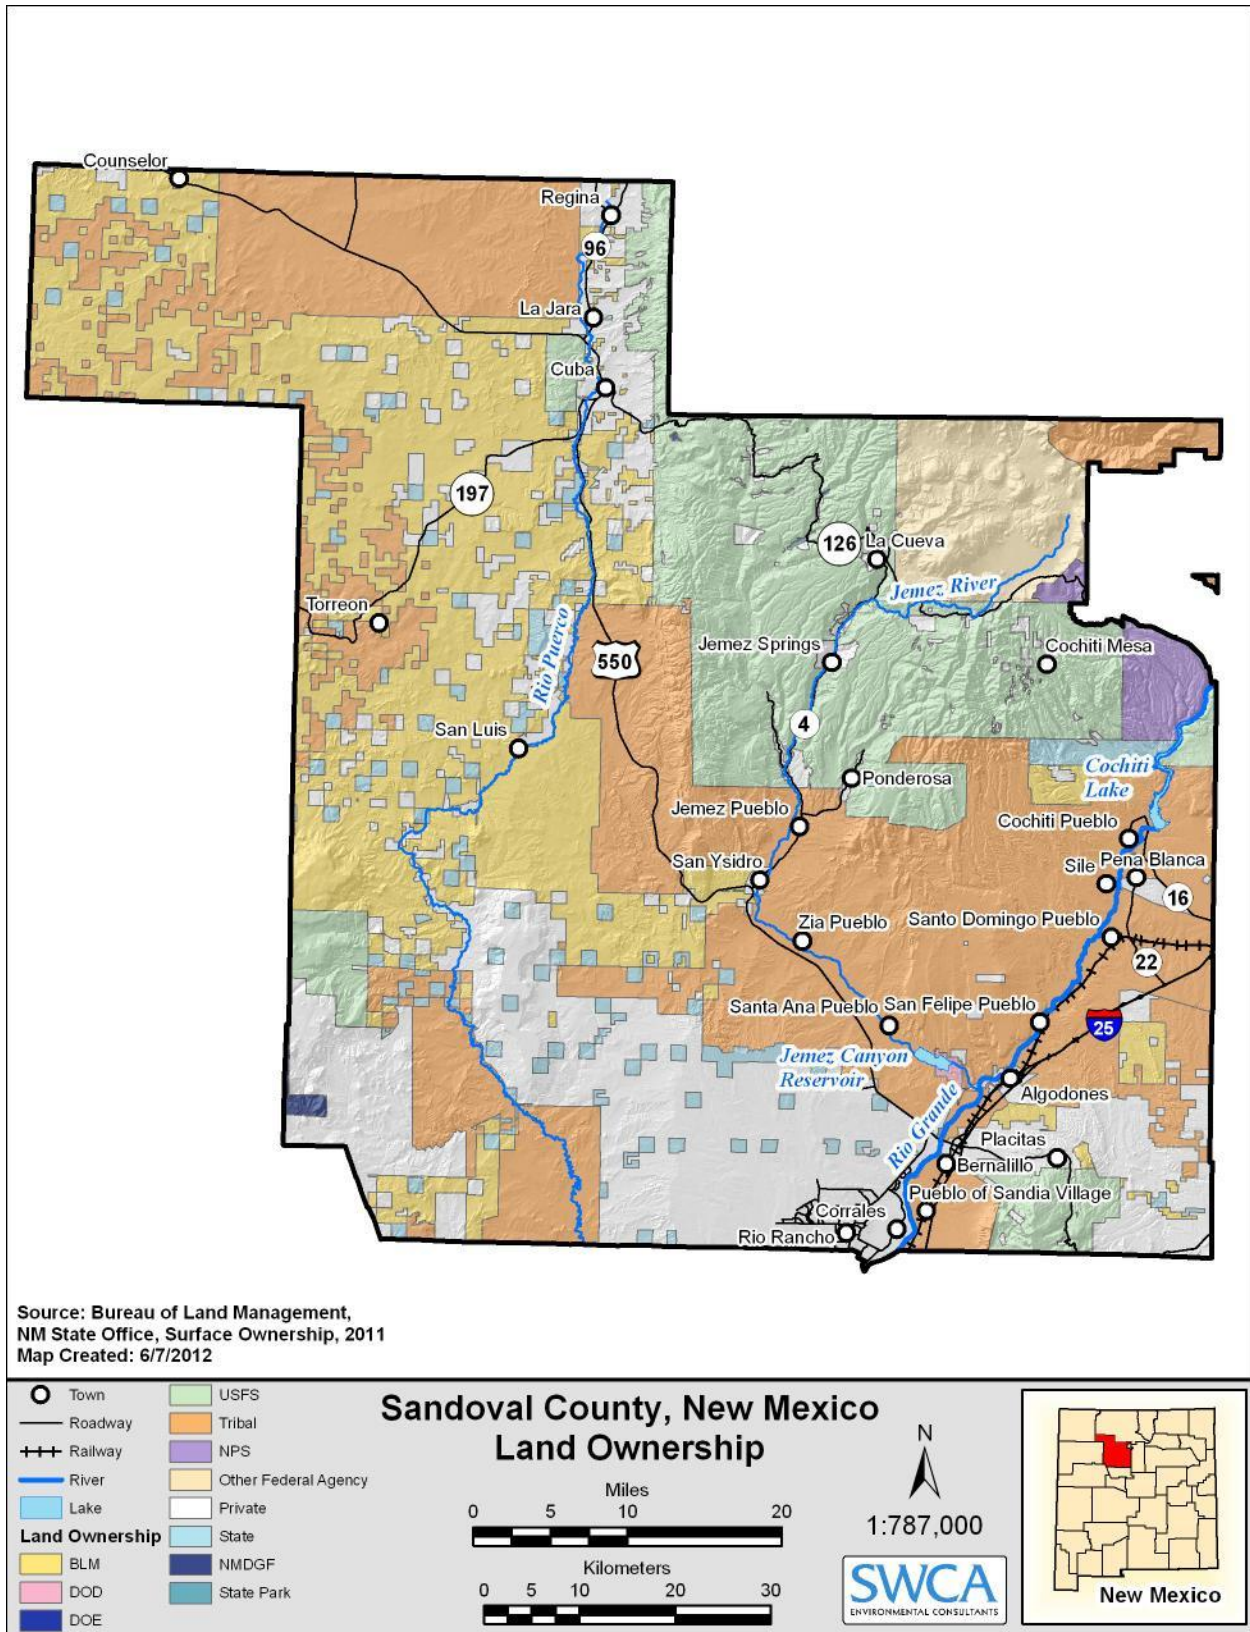 Counselor
Regina
96
La Jara
Cuba
197
126
La Cueva
Jemez River
Torreon
Rio Puerco
550
Jemez Springs
Cochiti Mesa
4
San Luis
Cochiti
Lake
Ponderosa
Jemez Pueblo
Cochiti Pueblo
San Ysidro
Sile
Pena Blanca
16
Zia Pueblo
Santo Domingo Pueblo
22
Santa Ana Pueblo
San Felipe Pueblo
25
Jemez Canyon
Reservoir
Algodones
Rio Grande
Placitas
Bernalillo
Pueblo of Sandia Village
Corrales
Rio Rancho
Source: Bureau of Land Management,
NM State Office, Surface Ownership, 2011
Map Created: 6/7/2012
Town
Roadway
Railway
River
Lake
Land Ownership
BLM
DOD
DOE
USFS
Tribal
NPS
Other Federal Agency
Private
State
NMDGF
State Park
Sandoval County, New Mexico
Land Ownership
Miles
0 5 10 20
Kilometers
0 5 10 20 30
N
1:787,000
SWCA
ENVIRONMENTAL CONSULTANTS
New Mexico